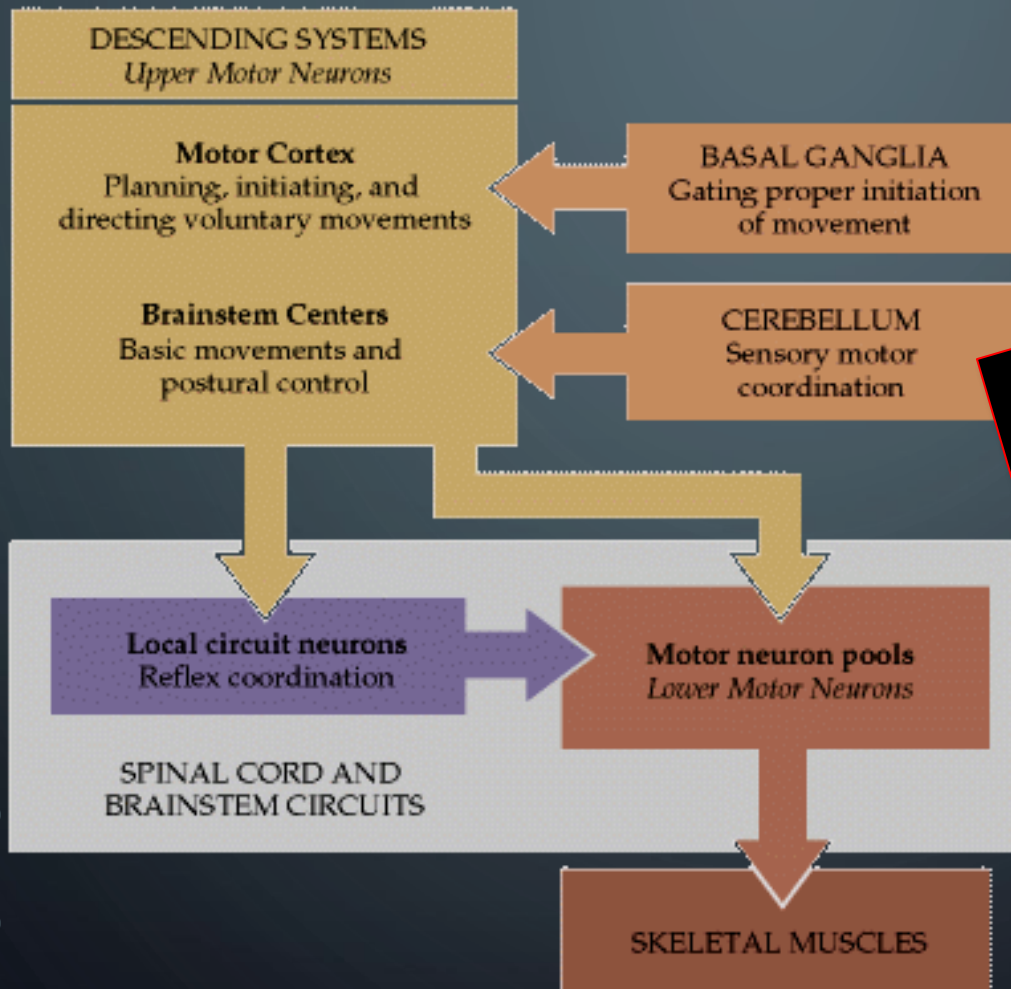 DESCENDING SYSTEMS
Upper Motor Neurons
Motor Cortex
Planning, initiating, and
directing voluntary movements
Brainstem Centers
Basic movements and
postural control
BASAL GANGLIA
Gating proper initiation
of movement
CEREBELLUM
Sensory motor
coordination
Local circuit neurons
Reflex coordination
Motor neuron pools
Lower Motor Neurons
SPINAL CORD AND
BRAINSTEM CIRCUITS
SKELETAL MUSCLES